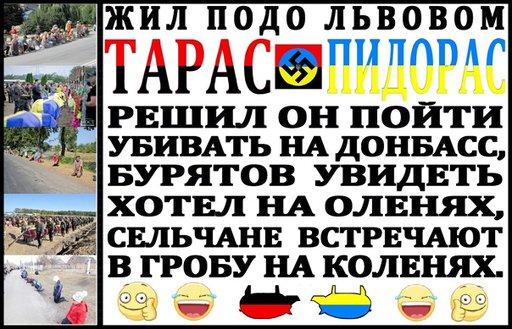 ЖИЛ ПОДО ЛЬВОВОМ
ТАРАС ПИДОРАС
РЕШИЛ ОН ПОЙТИ
УБИВАТЬ НА ДОНБАСС,
БУРЯТОВ УВИДЕТЬ
ХОТЕЛ НА ОЛЕНЯХ,
СЕЛЬЧАНЕ ВСТРЕЧАЮТ
В ГРОБУ НА КОЛЕНЯХ.